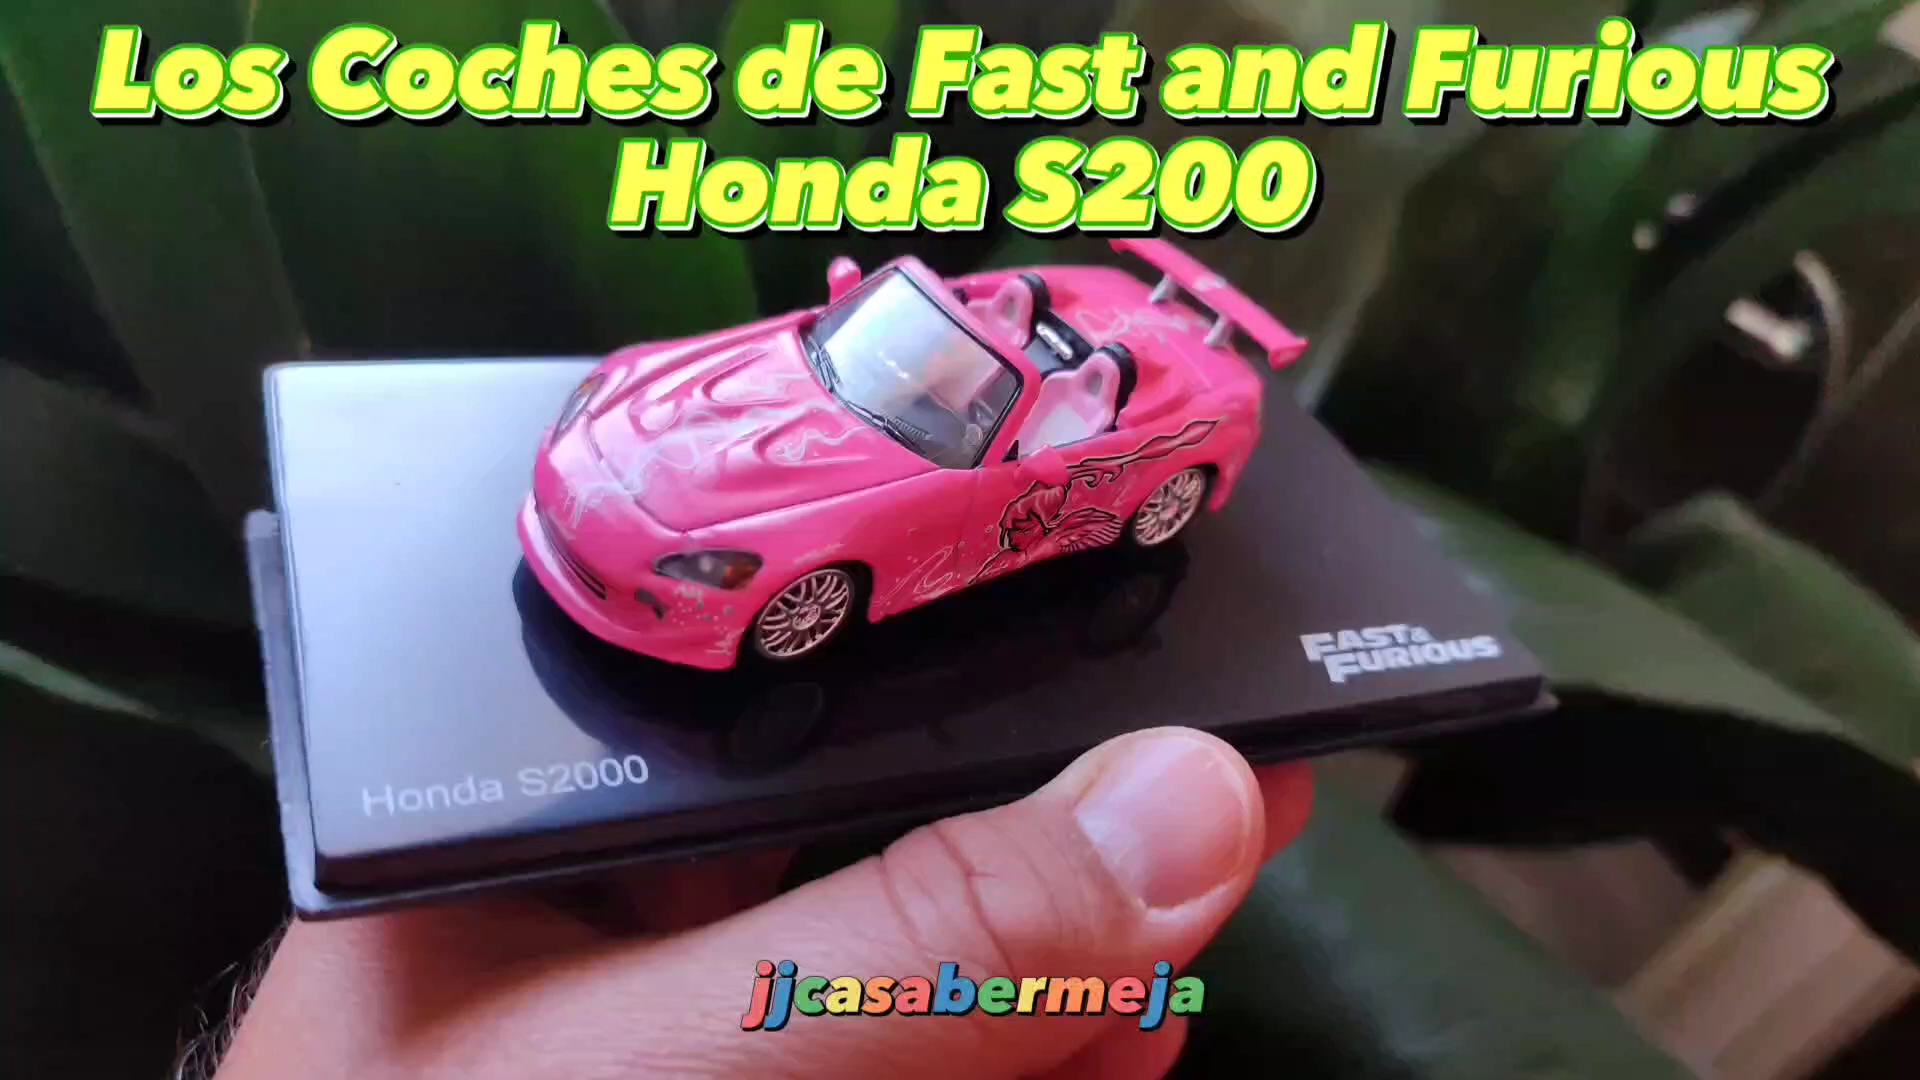 Los Coches de Fast and Furious
Honda S200
FAST &
FURIOUS
Honda S2000
jjcasabermeja